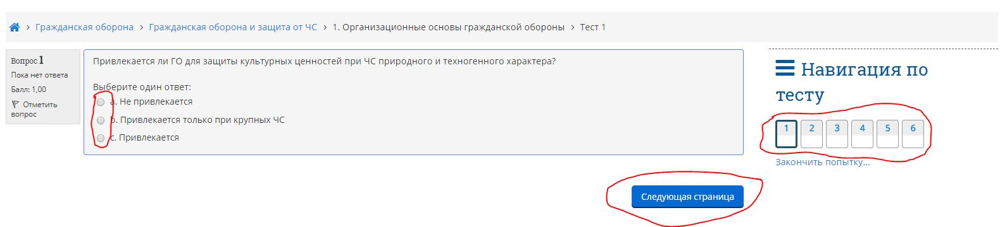 Гражданская оборона > Гражданская оборона и защита от ЧС > 1. Организационные основы гражданской обороны > Тест 1
Вопрос 1
Пока нет ответа
Балл: 1,00
Отметить
вопрос
Привлекается ли ГО для защиты культурных ценностей при ЧС природного и техногенного характера?
Выберите один ответ:
a. Не привлекается
b. Привлекается только при крупных ЧС
c. Привлекается
Следующая страница
Навигация по
тесту
1 2 3 4 5 6
Закончить попытку...